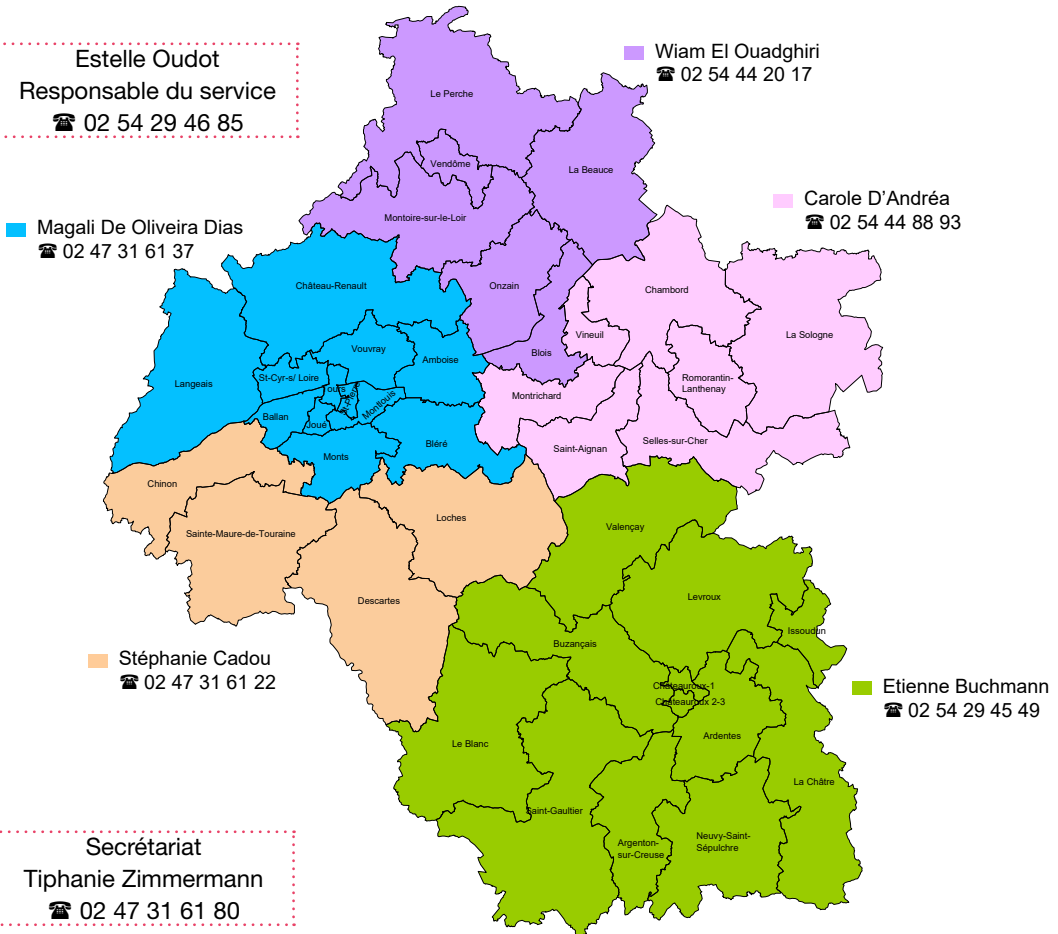 Estelle Oudot
Responsable du service
☎ 02 54 29 46 85
Wiam El Ouadghiri
☎ 02 54 44 20 17
Carole D’Andréa
☎ 02 54 44 88 93
Magali De Oliveira Dias
☎ 02 47 31 61 37
Le Perche
Vendôme
La Beauce
Montoire-sur-le-Loir
Château-Renault
Onzain
Chambord
Vineuil
La Sologne
Vouvray
Amboise
Blois
Langeais
St-Cyr-s/ Loire
Montrichard
Romorantin-
Lanthenay
Montlouis
Ballan
Joué
Bléré
Saint-Aignan
Selles-sur-Cher
Monts
Chinon
Loches
Valençay
Sainte-Maure-de-Touraine
Descartes
Levroux
Issoudun
Buzançais
Stéphanie Cadou
☎ 02 47 31 61 22
Châteauroux-1
Châteauroux 2-3
Etienne Buchmann
☎ 02 54 29 45 49
Ardentes
Le Blanc
La Châtre
Saint-Gaultier
Argenton-
sur-Creuse
Neuvy-Saint-
Sépulchre
Secrétariat
Tiphanie Zimmermann
☎ 02 47 31 61 80